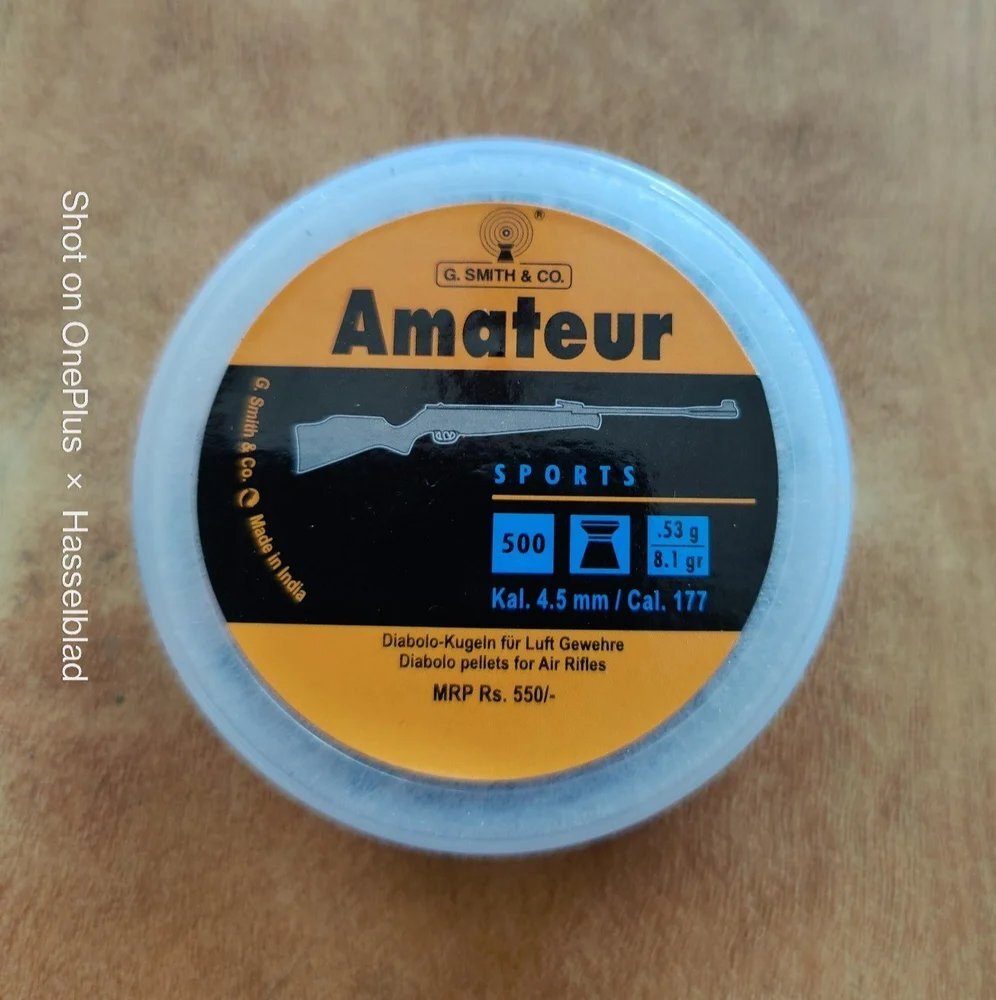 ®
G. SMITH & CO.
Amateur
G. Smith & Co. Made in India
SPORTS
500
.53 g
8.1 gr
Kal. 4.5 mm / Cal. 177
Diabolo-Kugeln für Luft Gewehre
Diabolo pellets for Air Rifles
MRP Rs. 550/-
Shot on OnePlus × Hasselblad